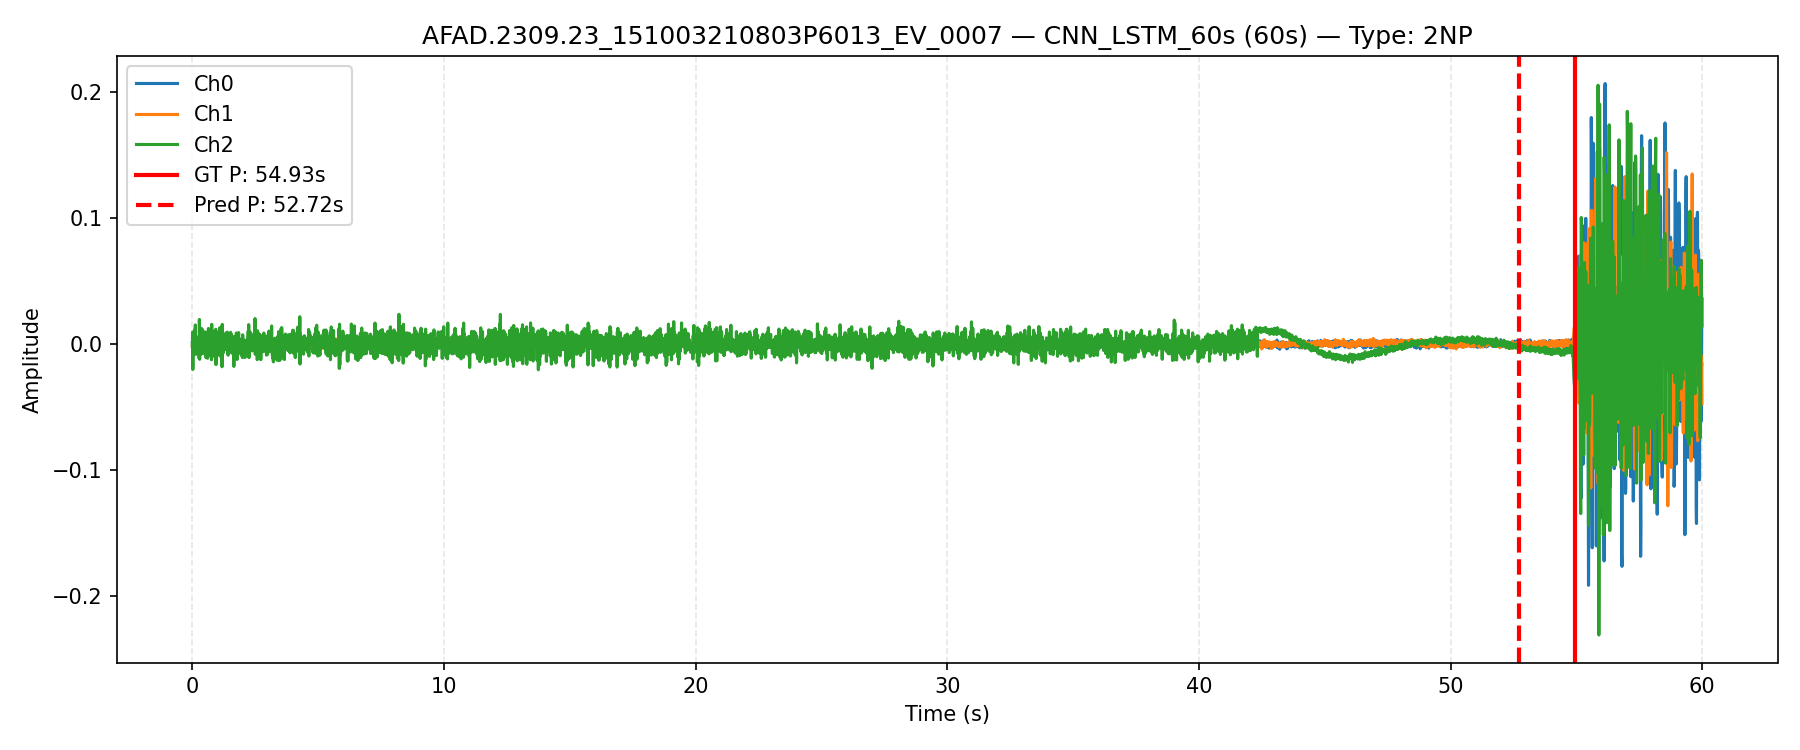 AFAD.2309.23_151003210803P6013_EV_0007 — CNN_LSTM_60s (60s) — Type: 2NP
Ch0
Ch1
Ch2
GT P: 54.93s
Pred P: 52.72s
Amplitude
0.2
0.1
0.0
−0.1
−0.2
0 10 20 30 40 50 60
Time (s)